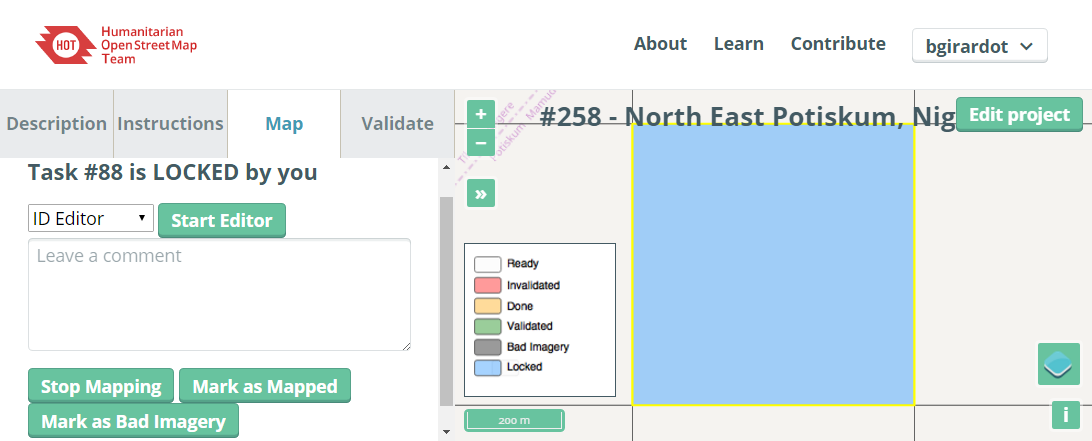 Humanitarian
OpenStreetMap
Team
HOT
About
Learn
Contribute
bgirardot
Description
Instructions
Map
Validate
Task #88 is LOCKED by you
ID Editor
Start Editor
Leave a comment
Stop Mapping
Mark as Mapped
Mark as Bad Imagery
+
−
»
#258 - North East Potiskum, Nig
Edit project
Potiskum, Mamud
Ready
Invalidated
Done
Validated
Bad Imagery
Locked
200 m
i